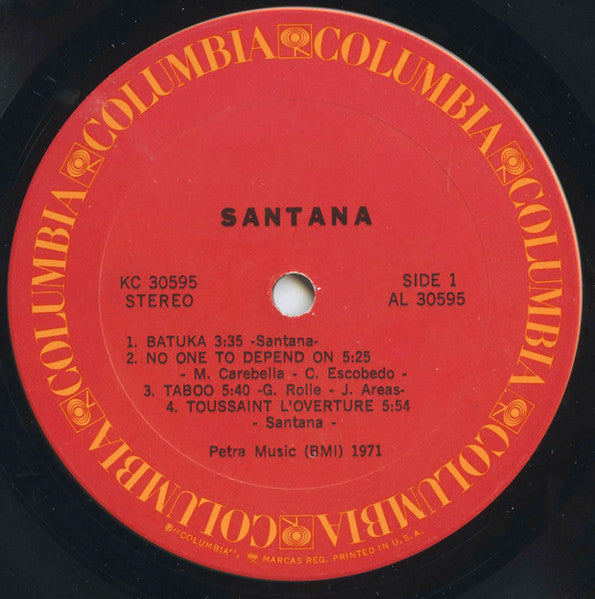 COLUMBIA COLUMBIA COLUMBIA COLUMBIA COLUMBIA COLUMBIA COLUMBIA
SANTANA
KC 30595
STEREO
SIDE 1
AL 30595
1. BATUKA 3:35 -Santana-
2. NO ONE TO DEPEND ON 5:25
- M. Carebella - C. Escobedo -
3. TABOO 5:40 -G. Rolle - J. Areas-
4. TOUSSAINT L'OVERTURE 5:54
- Santana -
Petra Music (BMI) 1971
®"COLUMBIA", MARCAS REG. PRINTED IN U.S.A.